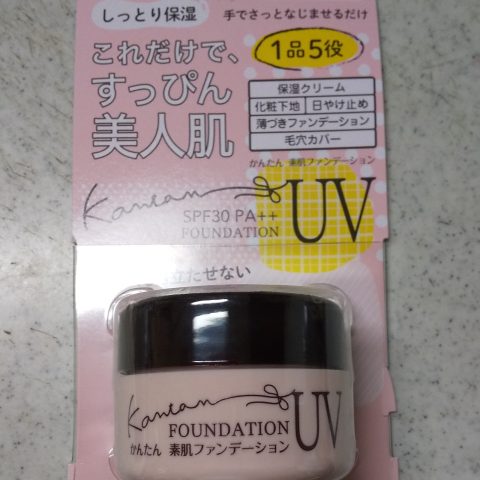 しっとり保湿
手でさっとなじませるだけ
これだけで、
すっぴん
美人肌
1品5役
保湿クリーム
化粧下地 日やけ止め
薄づきファンデーション
毛穴カバー
かんたん 素肌ファンデーション
Kantan UV
SPF30 PA++
FOUNDATION
たせない
Kantan UV
FOUNDATION
かんたん 素肌ファンデーション